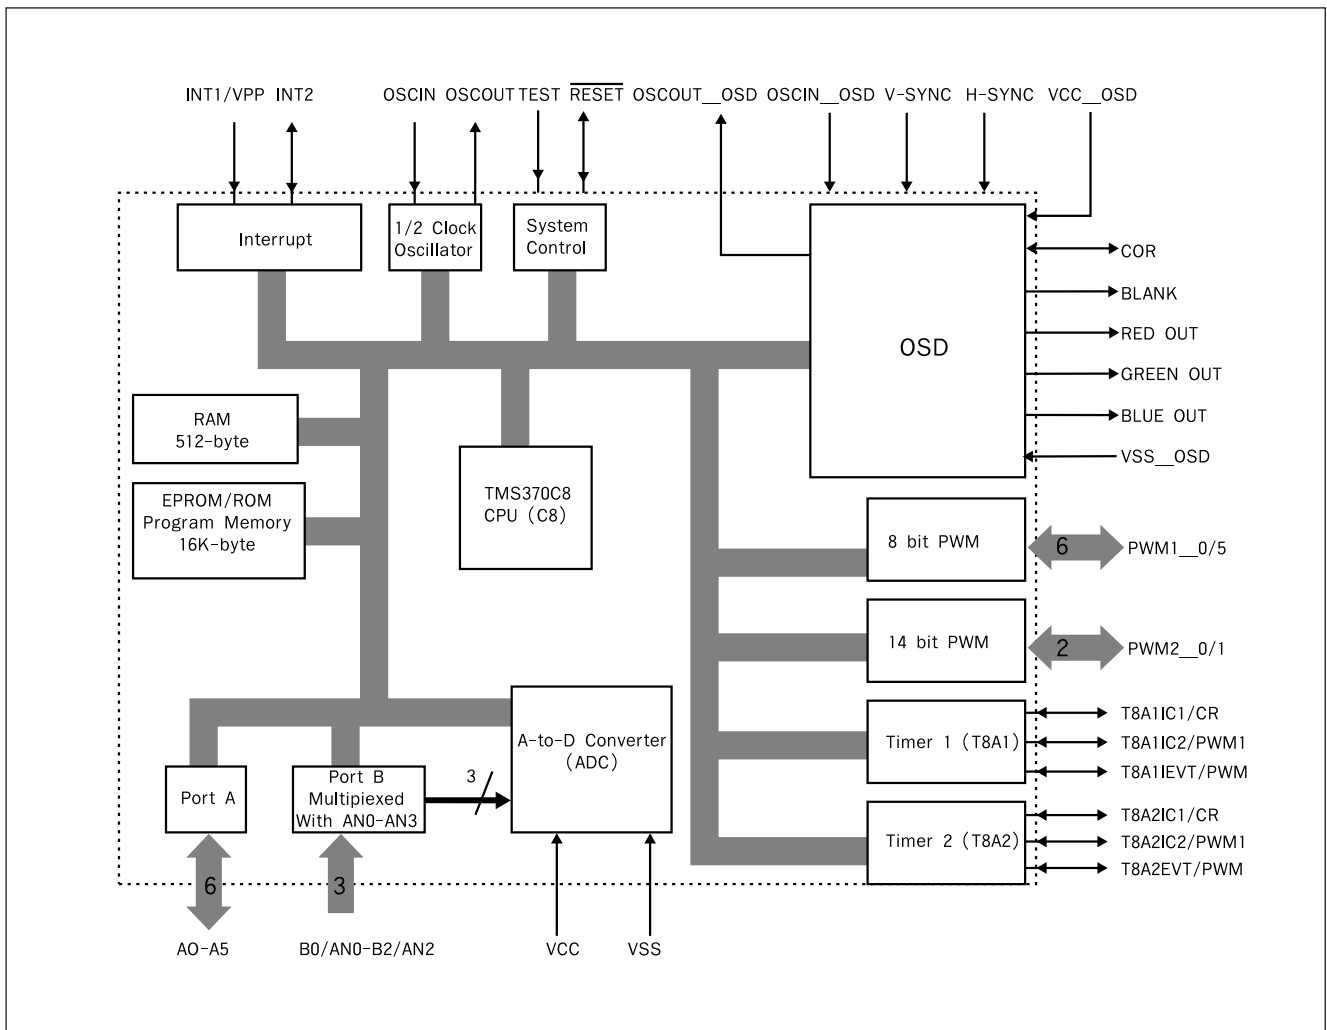 INT1/VPP INT2 OSCIN OSCOUT TEST RESET OSCOUT__OSD OSCIN__OSD V-SYNC H-SYNC VCC__OSD
Interrupt
1/2 Clock
Oscillator
System
Control
OSD
COR
BLANK
RED OUT
GREEN OUT
BLUE OUT
VSS__OSD
RAM
512-byte
EPROM/ROM
Program Memory
16K-byte
TMS370C8
CPU (C8)
8 bit PWM
6
PWM1__0/5
14 bit PWM
2
PWM2__0/1
Timer 1 (T8A1)
T8A1IC1/CR
T8A1IC2/PWM1
T8A1IEVT/PWM
Timer 2 (T8A2)
T8A2IC1/CR
T8A2IC2/PWM1
T8A2EVT/PWM
A-to-D Converter
(ADC)
3
Port A
Port B
Multipiexed
With AN0-AN3
6
3
AO-A5
B0/AN0-B2/AN2
VCC
VSS